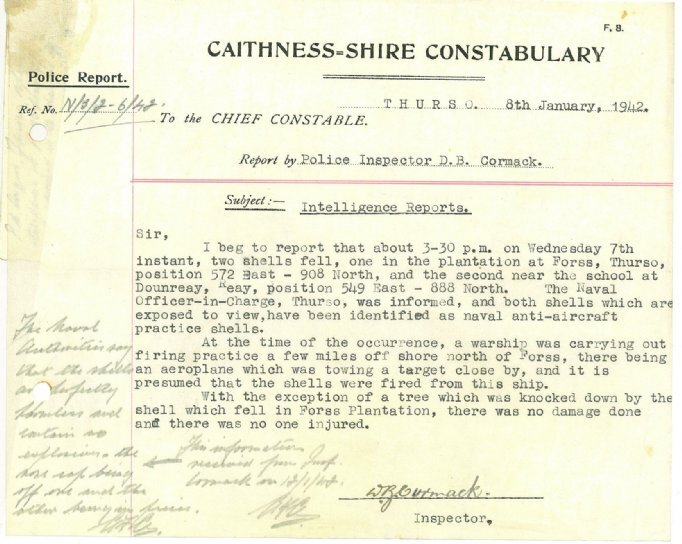 F. 8.
CAITHNESS=SHIRE CONSTABULARY
Police Report.
Ref. No. N/3/2-6/42.
THURSO. 8th January, 1942.
To the CHIEF CONSTABLE.
Report by Police Inspector D.B. Cormack.
Subject:— Intelligence Reports.
Sir,
I beg to report that about 3-30 p.m. on Wednesday 7th
instant, two shells fell, one in the plantation at Forss, Thurso,
position 572 East - 908 North, and the second near the school at
Dounreay, Reay, position 549 East - 888 North. The Naval
Officer-in-Charge, Thurso, was informed, and both shells which are
exposed to view,have been identified as naval anti-aircraft
practice shells.
At the time of the occurrence, a warship was carrying out
firing practice a few miles off shore north of Forss, there being
an aeroplane which was towing a target close by, and it is
presumed that the shells were fired from this ship.
With the exception of a tree which was knocked down by the
shell which fell in Forss Plantation, there was no damage done
and there was no one injured.
The Naval
Authorities say
that the shells
are perfectly
harmless and
contain no
explosives, the
nose cap being
off one and the
other being in
This information
received from Insp.
Cormack on
D.B. Cormack.
Inspector,